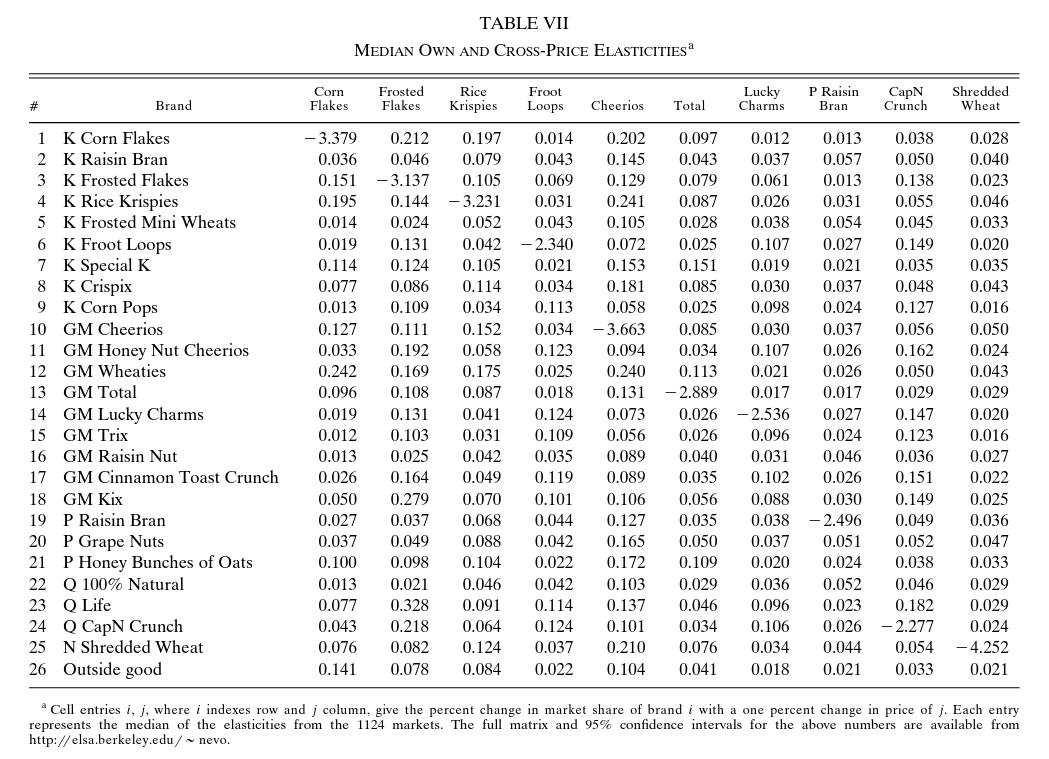 TABLE VII
MEDIAN OWN AND CROSS-PRICE ELASTICITIES^a
# Brand Corn Flakes Frosted Flakes Rice Krispies Froot Loops Cheerios Total Lucky Charms P Raisin Bran CapN Crunch Shredded Wheat
1 K Corn Flakes −3.379 0.212 0.197 0.014 0.202 0.097 0.012 0.013 0.038 0.028
2 K Raisin Bran 0.036 0.046 0.079 0.043 0.145 0.043 0.037 0.057 0.050 0.040
3 K Frosted Flakes 0.151 −3.137 0.105 0.069 0.129 0.079 0.061 0.013 0.138 0.023
4 K Rice Krispies 0.195 0.144 −3.231 0.031 0.241 0.087 0.026 0.031 0.055 0.046
5 K Frosted Mini Wheats 0.014 0.024 0.052 0.043 0.105 0.028 0.038 0.054 0.045 0.033
6 K Froot Loops 0.019 0.131 0.042 −2.340 0.072 0.025 0.107 0.027 0.149 0.020
7 K Special K 0.114 0.124 0.105 0.021 0.153 0.151 0.019 0.021 0.035 0.035
8 K Crispix 0.077 0.086 0.114 0.034 0.181 0.085 0.030 0.037 0.048 0.043
9 K Corn Pops 0.013 0.109 0.034 0.113 0.058 0.025 0.098 0.024 0.127 0.016
10 GM Cheerios 0.127 0.111 0.152 0.034 −3.663 0.085 0.030 0.037 0.056 0.050
11 GM Honey Nut Cheerios 0.033 0.192 0.058 0.123 0.094 0.034 0.107 0.026 0.162 0.024
12 GM Wheaties 0.242 0.169 0.175 0.025 0.240 0.113 0.021 0.026 0.050 0.043
13 GM Total 0.096 0.108 0.087 0.018 0.131 −2.889 0.017 0.017 0.029 0.029
14 GM Lucky Charms 0.019 0.131 0.041 0.124 0.073 0.026 −2.536 0.027 0.147 0.020
15 GM Trix 0.012 0.103 0.031 0.109 0.056 0.026 0.096 0.024 0.123 0.016
16 GM Raisin Nut 0.013 0.025 0.042 0.035 0.089 0.040 0.031 0.046 0.036 0.027
17 GM Cinnamon Toast Crunch 0.026 0.164 0.049 0.119 0.089 0.035 0.102 0.026 0.151 0.022
18 GM Kix 0.050 0.279 0.070 0.101 0.106 0.056 0.088 0.030 0.149 0.025
19 P Raisin Bran 0.027 0.037 0.068 0.044 0.127 0.035 0.038 −2.496 0.049 0.036
20 P Grape Nuts 0.037 0.049 0.088 0.042 0.165 0.050 0.037 0.051 0.052 0.047
21 P Honey Bunches of Oats 0.100 0.098 0.104 0.022 0.172 0.109 0.020 0.024 0.038 0.033
22 Q 100% Natural 0.013 0.021 0.046 0.042 0.103 0.029 0.036 0.052 0.046 0.029
23 Q Life 0.077 0.328 0.091 0.114 0.137 0.046 0.096 0.023 0.182 0.029
24 Q CapN Crunch 0.043 0.218 0.064 0.124 0.101 0.034 0.106 0.026 −2.277 0.024
25 N Shredded Wheat 0.076 0.082 0.124 0.037 0.210 0.076 0.034 0.044 0.054 −4.252
26 Outside good 0.141 0.078 0.084 0.022 0.104 0.041 0.018 0.021 0.033 0.021
^a Cell entries i, j, where i indexes row and j column, give the percent change in market share of brand i with a one percent change in price of j. Each entry
represents the median of the elasticities from the 1124 markets. The full matrix and 95% confidence intervals for the above numbers are available from
http://elsa.berkeley.edu/~nevo.